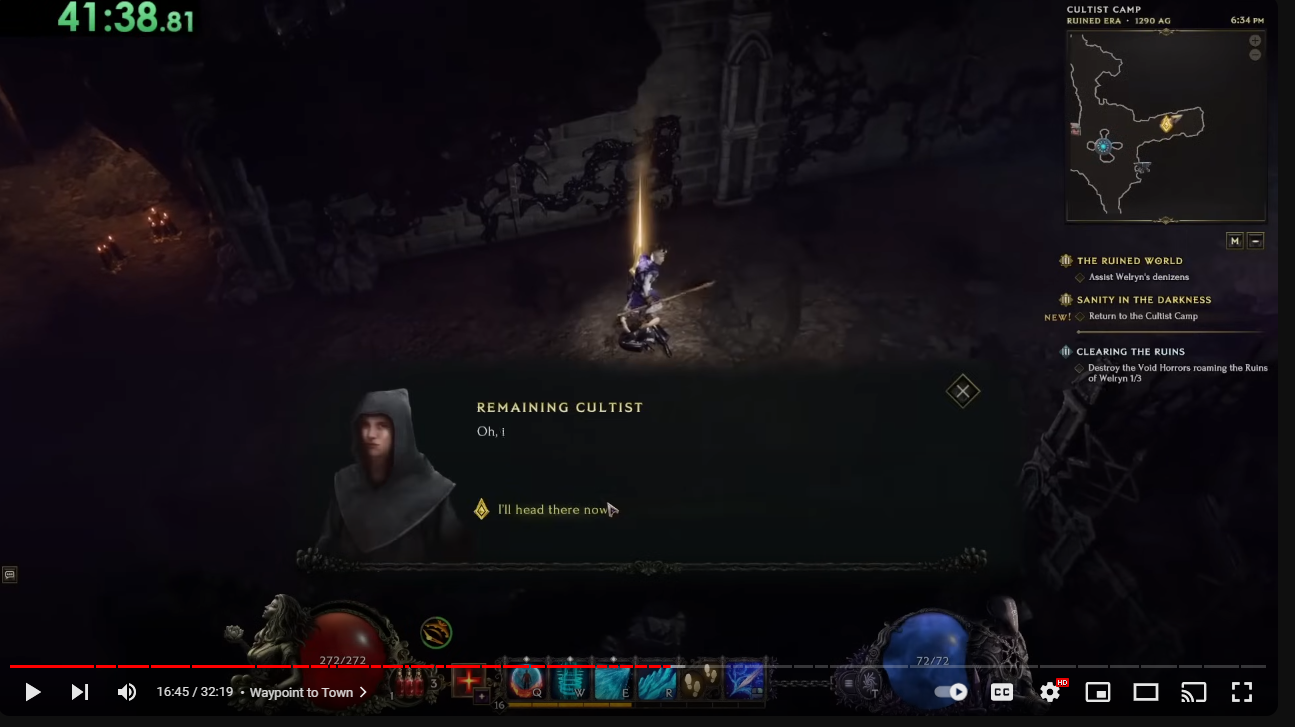 41:38.81
CULTIST CAMP
RUINED ERA • 1290 AG 6:34 PM
M
THE RUINED WORLD
Assist Welryn's denizens
SANITY IN THE DARKNESS
NEW! Return to the Cultist Camp
CLEARING THE RUINS
Destroy the Void Horrors roaming the Ruins
of Welryn 1/3
REMAINING CULTIST
Oh, i
I'll head there now
272/272
72/72
1
3
Q
W
E
R
T
16
16:45 / 32:19 • Waypoint to Town
CC
HD